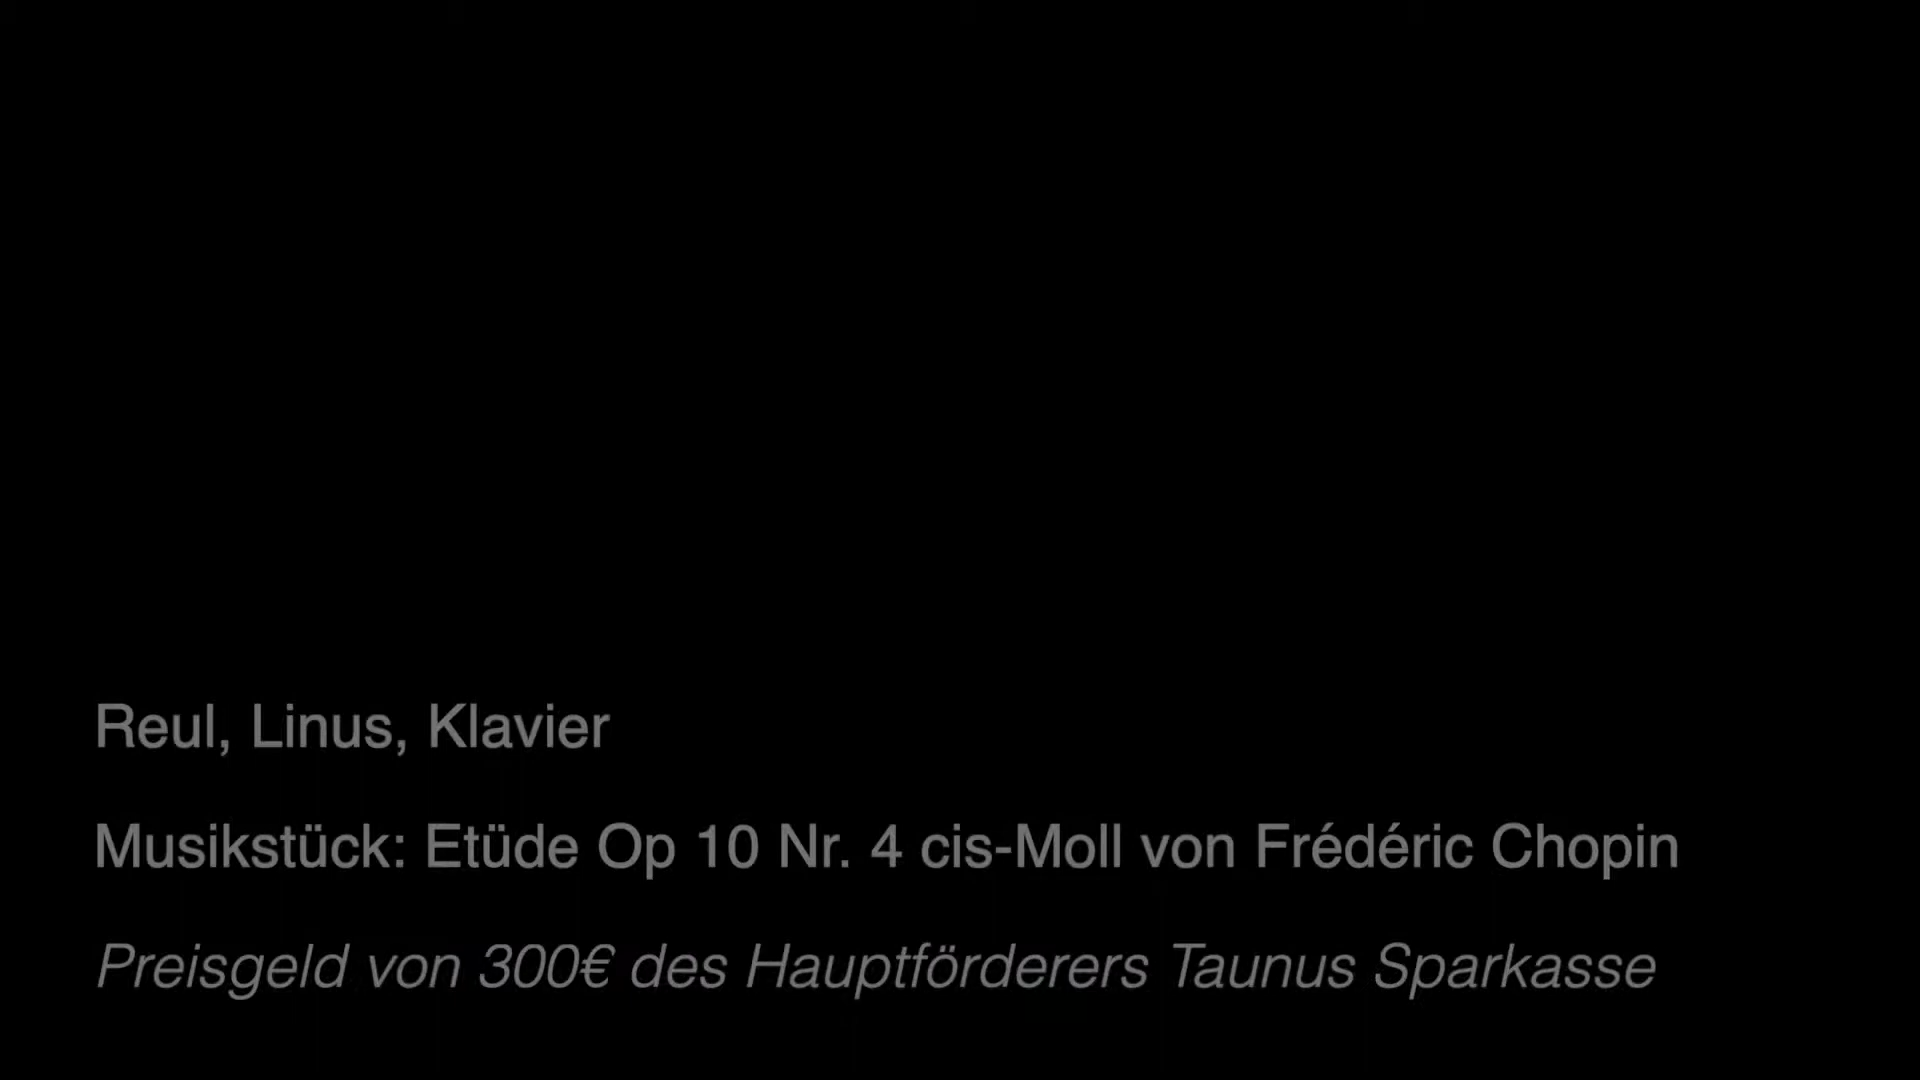 Reul, Linus, Klavier
Musikstück: Etüde Op 10 Nr. 4 cis-Moll von Frédéric Chopin
Preisgeld von 300€ des Hauptförderers Taunus Sparkasse